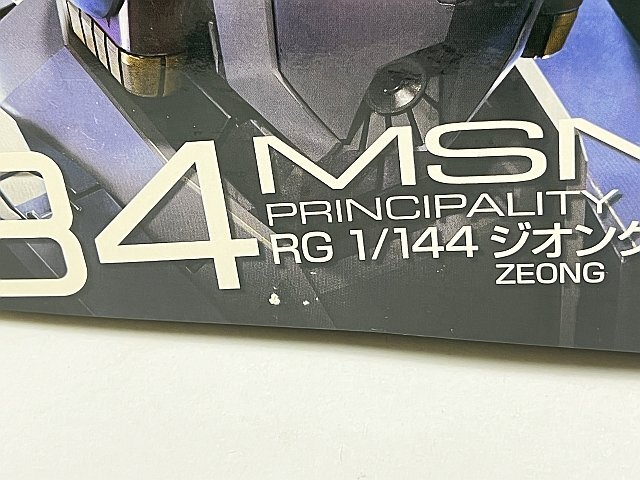 34
MSN
PRINCIPALITY
RG 1/144 ジオング
ZEONG